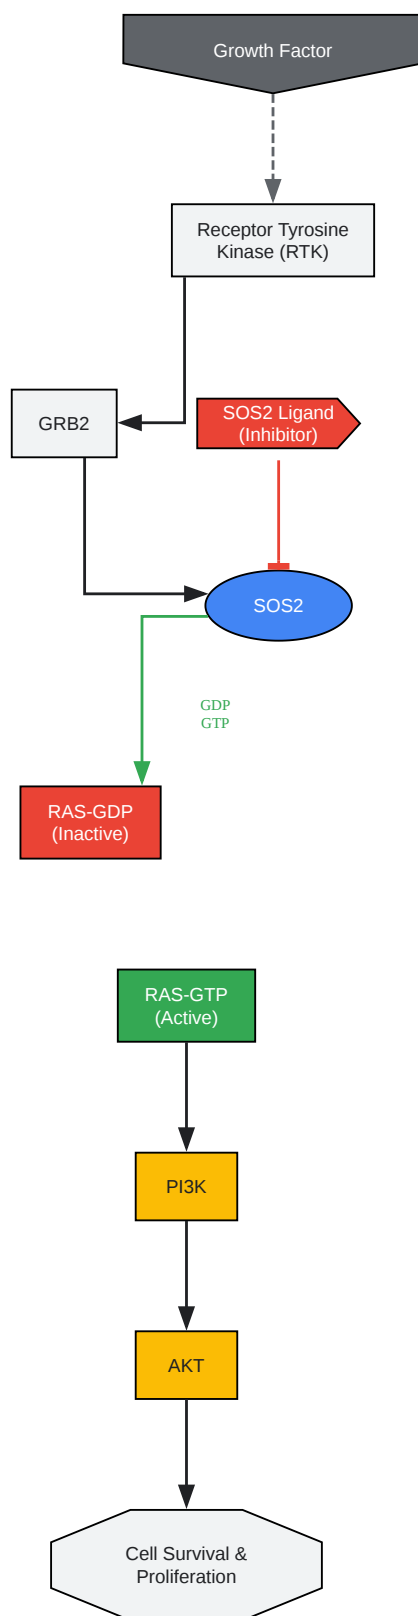 Growth Factor
Receptor Tyrosine
Kinase (RTK)
GRB2
SOS2 Ligand
(Inhibitor)
SOS2
GDP
GTP
RAS-GDP
(Inactive)
RAS-GTP
(Active)
PI3K
AKT
Cell Survival &
Proliferation